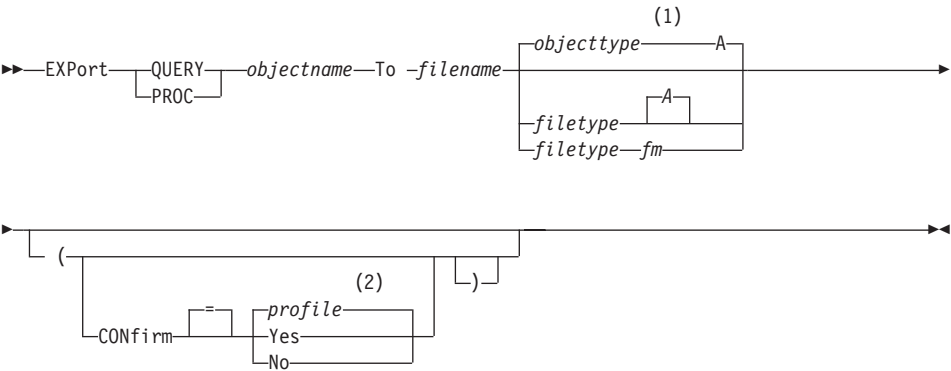 (1)
objecttype A
EXPort QUERY objectname To filename
PROC
A
filetype
filetype fm
( )
(2)
= profile
CONfirm Yes
No